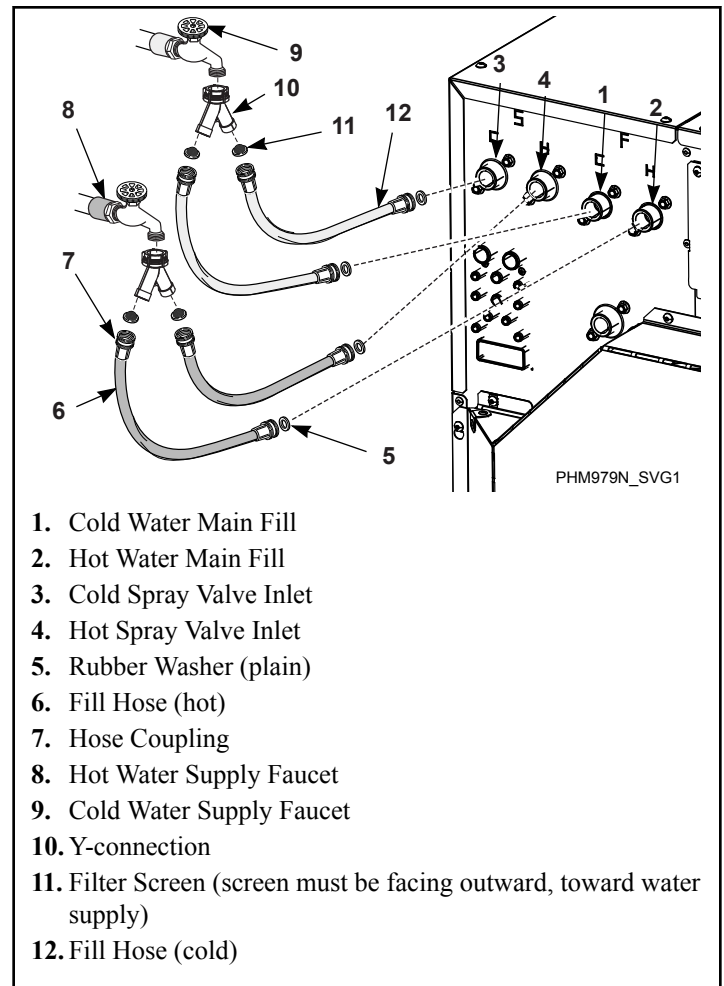 9
10
3
4
1
2
8
11
12
S
F
C
H
C
H
7
6
5
PHM979N_SVG1
1. Cold Water Main Fill
2. Hot Water Main Fill
3. Cold Spray Valve Inlet
4. Hot Spray Valve Inlet
5. Rubber Washer (plain)
6. Fill Hose (hot)
7. Hose Coupling
8. Hot Water Supply Faucet
9. Cold Water Supply Faucet
10. Y-connection
11. Filter Screen (screen must be facing outward, toward water
supply)
12. Fill Hose (cold)